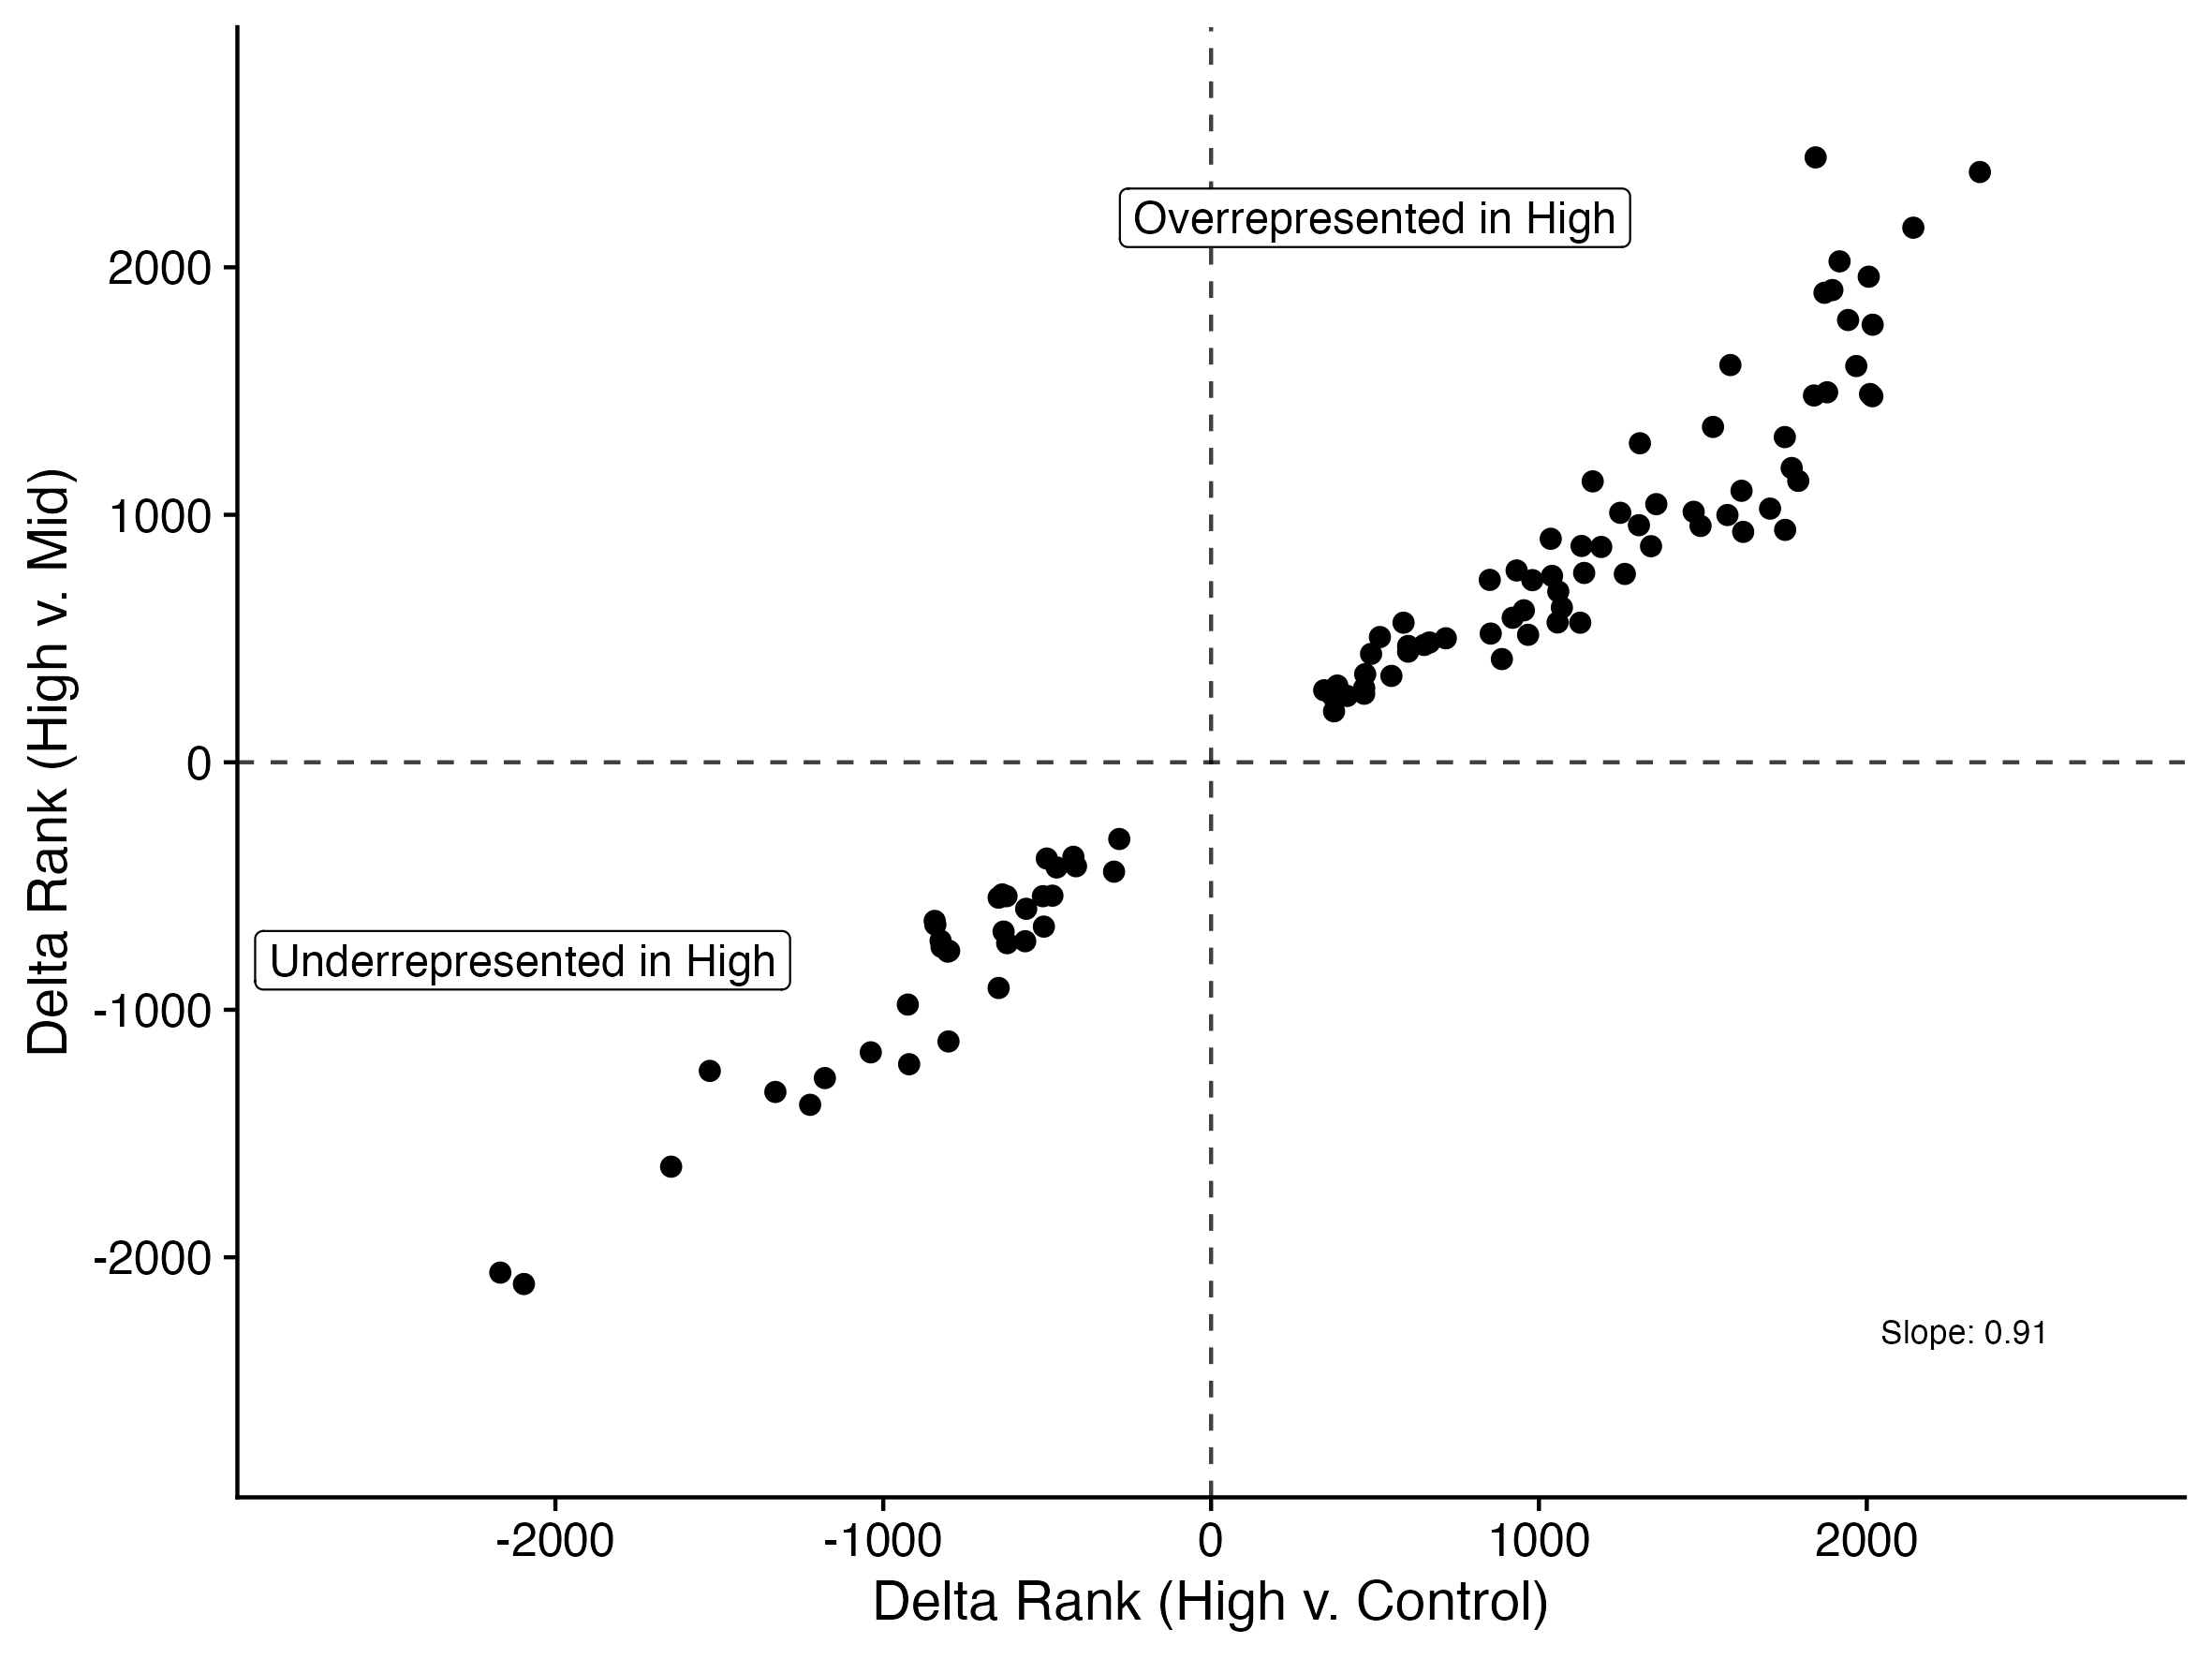 Overrepresented in High
2000
1000
Delta Rank (High v. Mid)
0
Underrepresented in High
-1000
-2000
Slope: 0.91
-2000 -1000 0 1000 2000
Delta Rank (High v. Control)